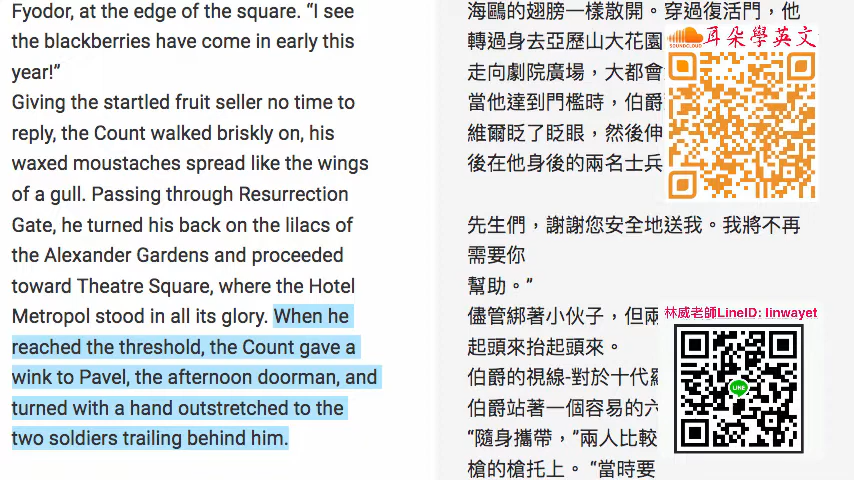 Fyodor, at the edge of the square. “I see
the blackberries have come in early this
year!”
Giving the startled fruit seller no time to
reply, the Count walked briskly on, his
waxed moustaches spread like the wings
of a gull. Passing through Resurrection
Gate, he turned his back on the lilacs of
the Alexander Gardens and proceeded
toward Theatre Square, where the Hotel
Metropol stood in all its glory. When he
reached the threshold, the Count gave a
wink to Pavel, the afternoon doorman, and
turned with a hand outstretched to the
two soldiers trailing behind him.
海鷗的翅膀一樣散開。穿過復活門，他
轉過身去亞歷山大花園
走向劇院廣場，大都會
當他達到門檻時，伯爵
維爾眨了眨眼，然後伸
後在他身後的兩名士兵
先生們，謝謝您安全地送我。我將不再
需要你
幫助。”
儘管綁著小伙子，但兩
起頭來抬起頭來。
伯爵的視線-對於十代
伯爵站著一個容易的六
“隨身攜帶，”兩人比較
槍的槍托上。“當時要
SOUNDCLOUD
耳朵學英文
林威老師LineID: linwayet
LINE